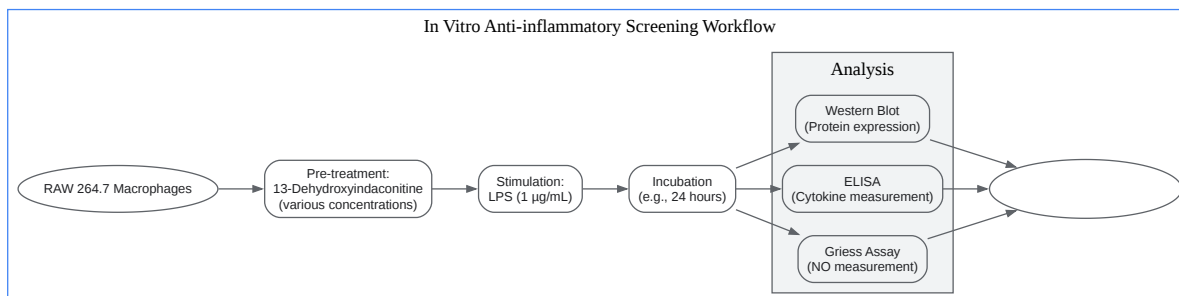 In Vitro Anti-inflammatory Screening Workflow
Analysis
RAW 264.7 Macrophages
Pre-treatment:
13-Dehydroxyindaconitine
(various concentrations)
Stimulation:
LPS (1 µg/mL)
Incubation
(e.g., 24 hours)
Western Blot
(Protein expression)
ELISA
(Cytokine measurement)
Griess Assay
(NO measurement)